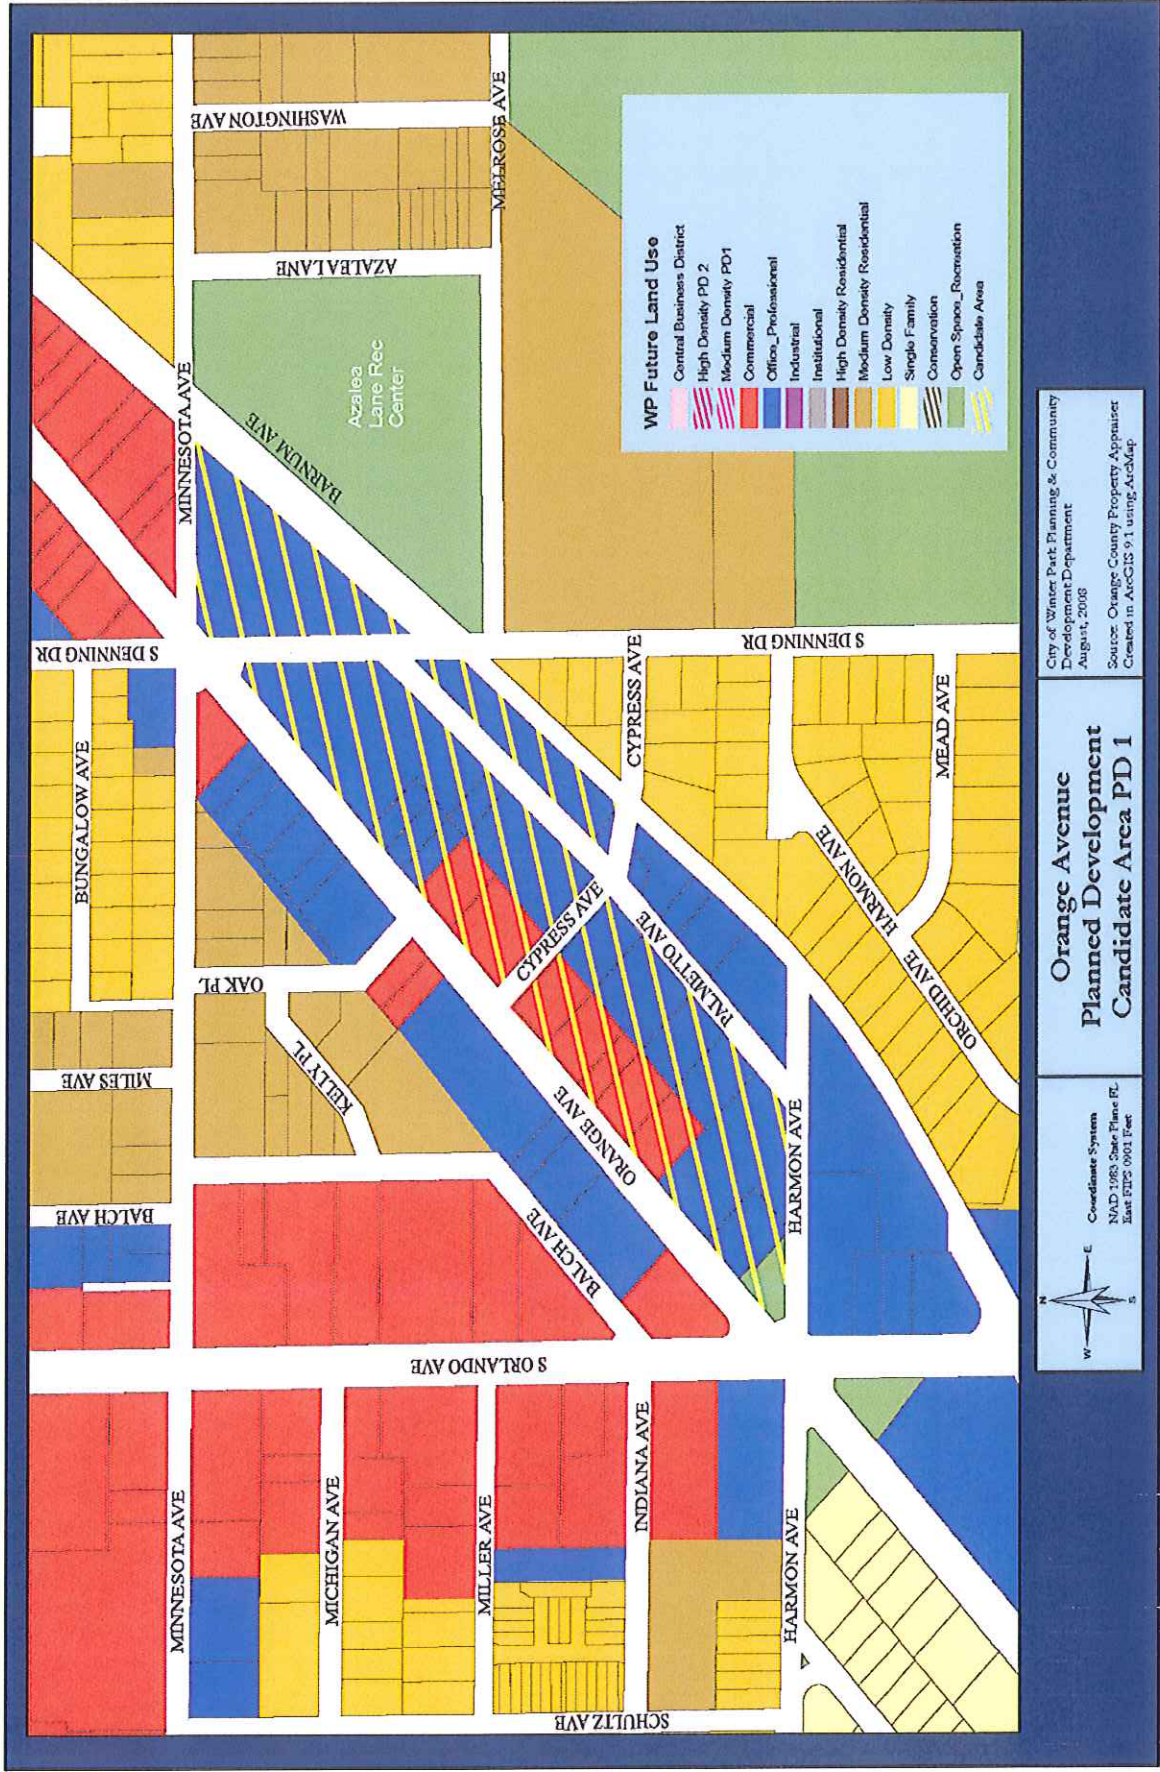 WASHINGTON AVE
MELROSE AVE
AZALEA LANE
MINNESOTA AVE
Azalea
Lane Rec
Center
BARNUM AVE
S DENNING DR
S DENNING DR
BUNGALOW AVE
CYPRESS AVE
MEAD AVE
HARMON AVE
ORCHID AVE
CYPRESS AVE
PALMETTO AVE
OAK PL
KELLY PL
MILES AVE
ORANGE AVE
HARMON AVE
BALCH AVE
BALCH AVE
S ORLANDO AVE
MINNESOTA AVE
MICHIGAN AVE
MILLER AVE
INDIANA AVE
HARMON AVE
SCHULTZ AVE
WP Future Land Use
Central Business District
High Density PD 2
Medium Density PD1
Commercial
Office_Professional
Industrial
Institutional
High Density Residential
Medium Density Residential
Low Density
Single Family
Conservation
Open Space_Recreation
Candidate Area
N
W
E
S
Coordinate System
NAD 1983 State Plane FL
East FIPS 0901 Feet
Orange Avenue
Planned Development
Candidate Area PD 1
City of Winter Park Planning & Community
Development Department
August, 2008
Source: Orange County Property Appraiser
Created in ArcGIS 9.1 using ArcMap